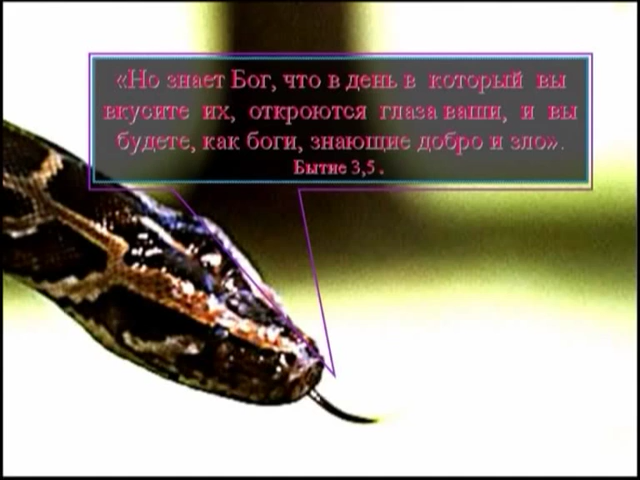 «Но знает Бог, что в день в который вы
вкусите их, откроются глаза ваши, и вы
будете, как боги, знающие добро и зло».
Бытие 3,5.